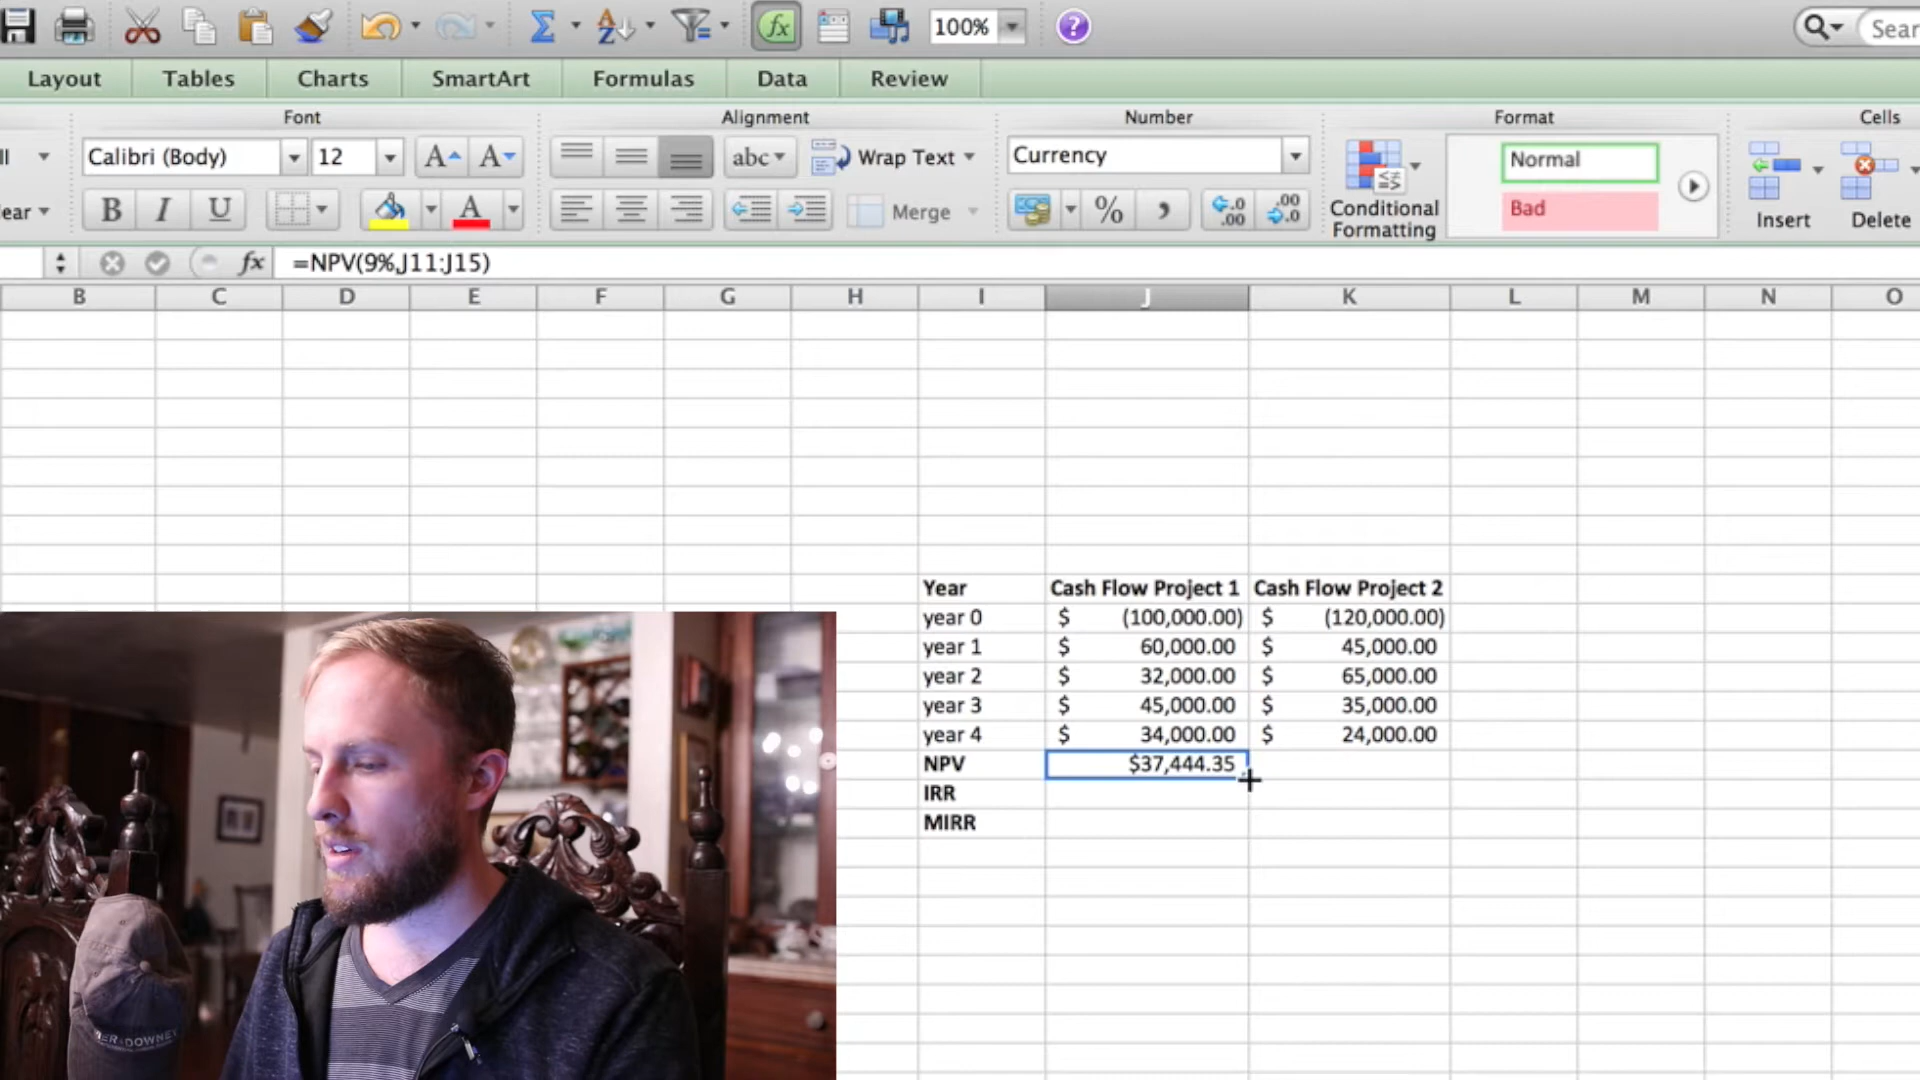 100%
Sear
Layout Tables Charts SmartArt Formulas Data Review
Font Alignment Number Format Cells
Calibri (Body) 12 A A abc Wrap Text Currency Normal
B I U A Merge % Bad
Conditional
Formatting
Insert Delete
fx =NPV(9%,J11:J15)
B C D E F G H I J K L M N O
Year Cash Flow Project 1 Cash Flow Project 2
year 0 $ (100,000.00) $ (120,000.00)
year 1 $ 60,000.00 $ 45,000.00
year 2 $ 32,000.00 $ 65,000.00
year 3 $ 45,000.00 $ 35,000.00
year 4 $ 34,000.00 $ 24,000.00
NPV $37,444.35
IRR
MIRR